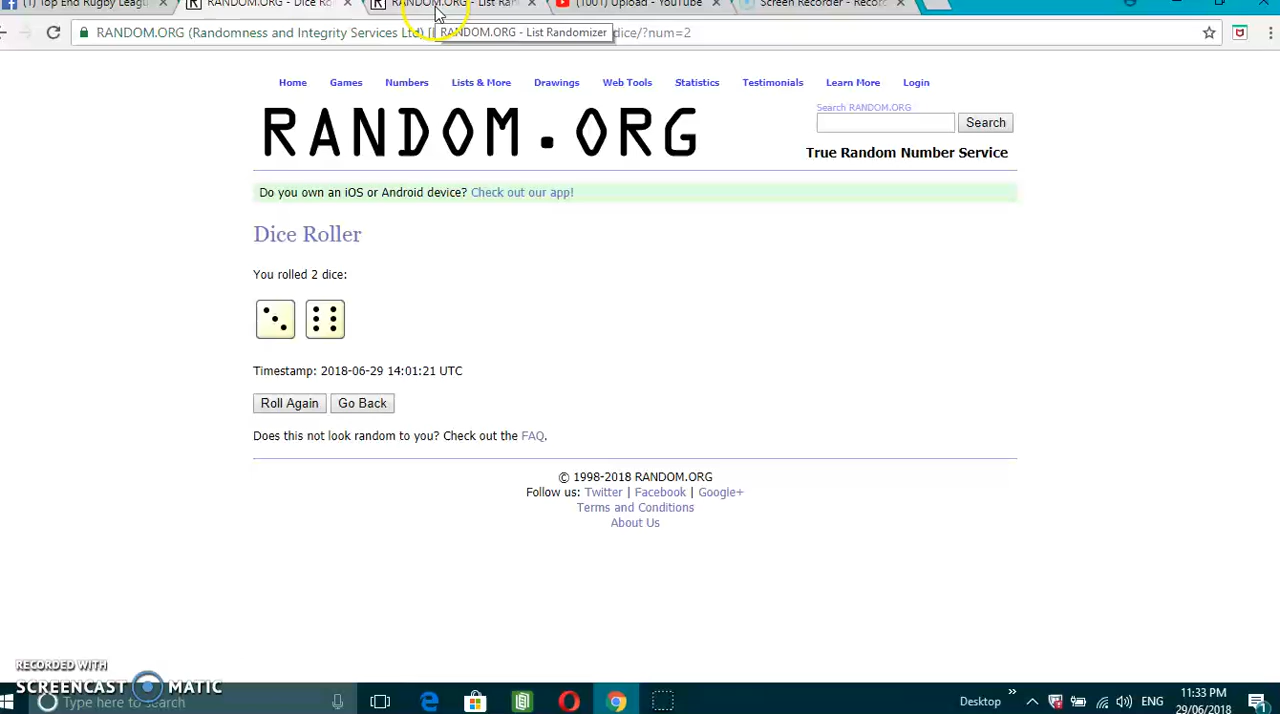 (1) Top End Rugby Leag
RANDOM.ORG - Dice Ro
RANDOM.ORG - List Ran
(1001) Upload - YouTube
Screen Recorder - Record
RANDOM.ORG (Randomness and Integrity Services Ltd)
RANDOM.ORG - List Randomizer
dice/?num=2
Home Games Numbers Lists & More Drawings Web Tools Statistics Testimonials Learn More Login
RANDOM.ORG
Search RANDOM.ORG
Search
True Random Number Service
Do you own an iOS or Android device? Check out our app!
Dice Roller
You rolled 2 dice:
Timestamp: 2018-06-29 14:01:21 UTC
Roll Again Go Back
Does this not look random to you? Check out the FAQ.
© 1998-2018 RANDOM.ORG
Follow us: Twitter | Facebook | Google+
Terms and Conditions
About Us
RECORDED WITH
SCREENCAST MATIC
Type here to search
Desktop
ENG
11:33 PM
29/06/2018